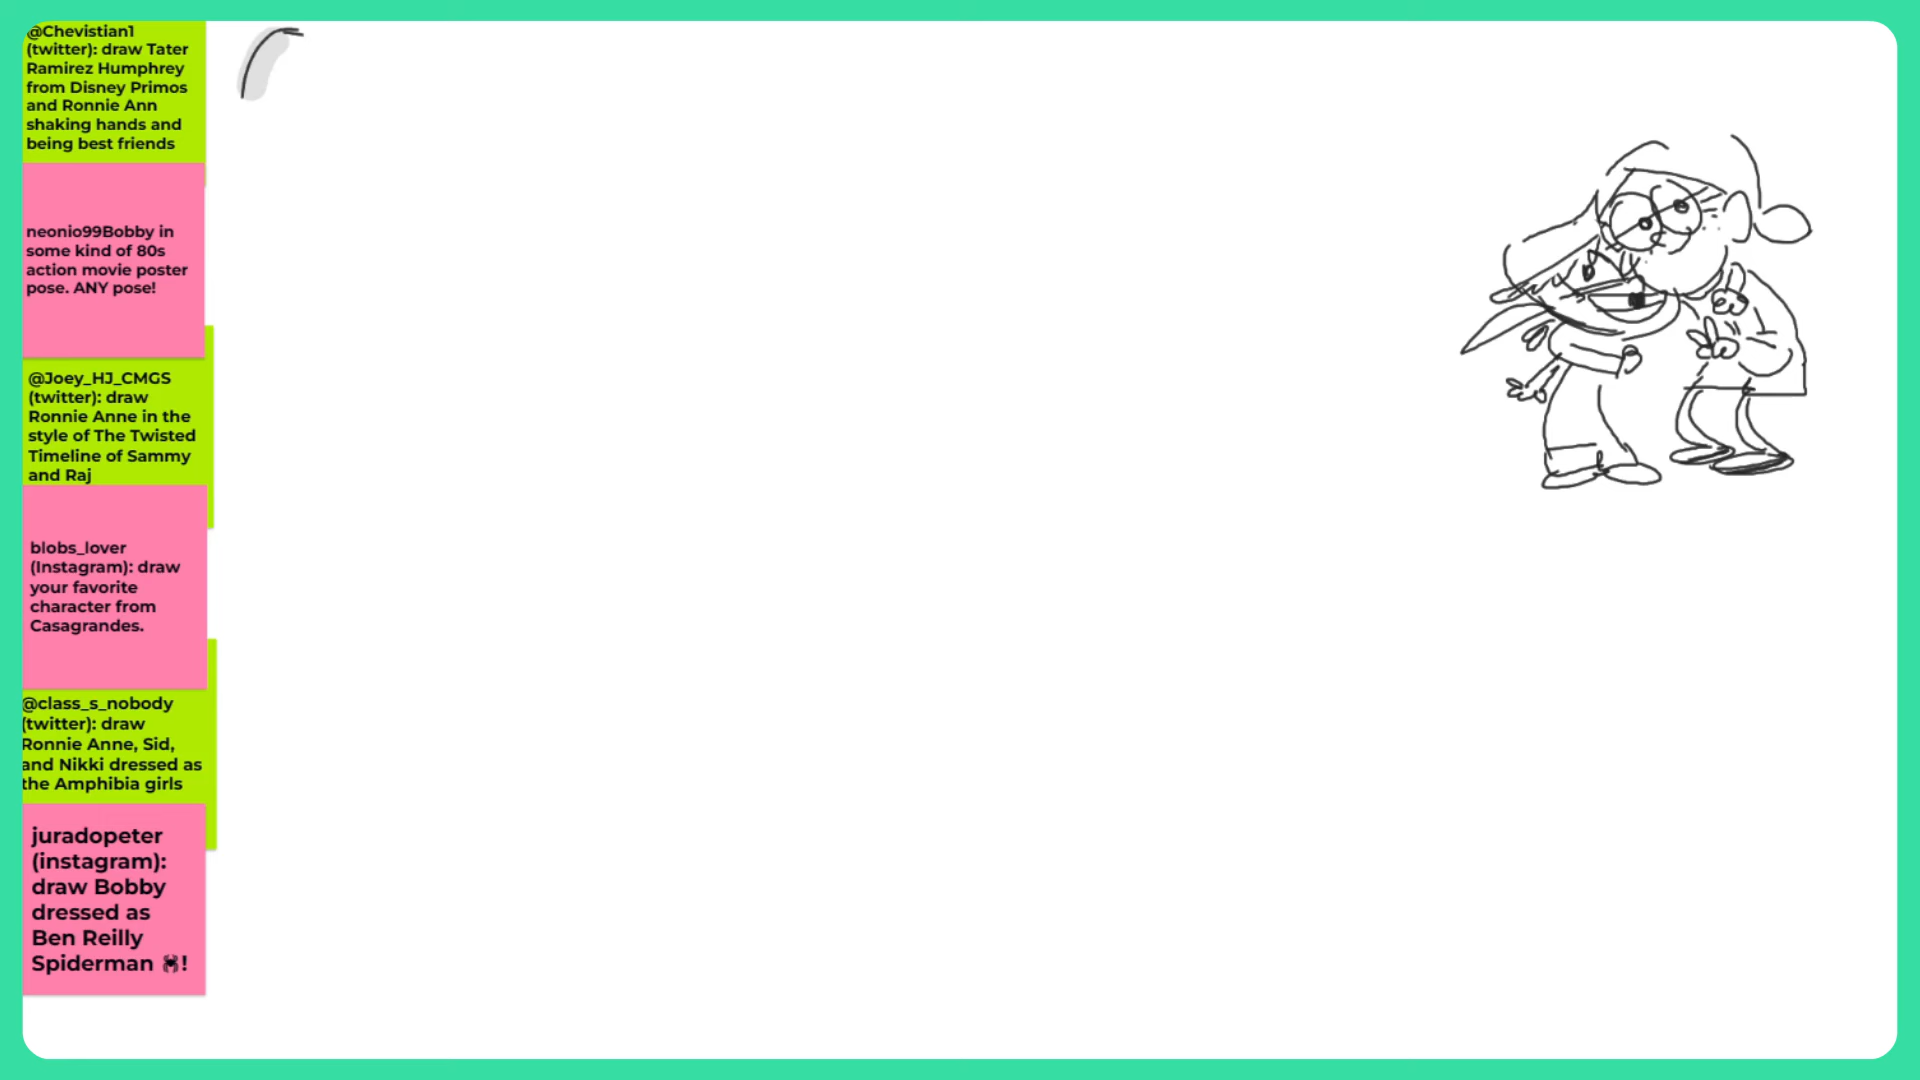 @Chevistian1
(twitter): draw Tater
Ramirez Humphrey
from Disney Primos
and Ronnie Ann
shaking hands and
being best friends
neonio99Bobby in
some kind of 80s
action movie poster
pose. ANY pose!
@Joey_HJ_CMGS
(twitter): draw
Ronnie Anne in the
style of The Twisted
Timeline of Sammy
and Raj
blobs_lover
(Instagram): draw
your favorite
character from
Casagrandes.
@class_s_nobody
(twitter): draw
Ronnie Anne, Sid,
and Nikki dressed as
the Amphibia girls
juradopeter
(instagram):
draw Bobby
dressed as
Ben Reilly
Spiderman 🕷!